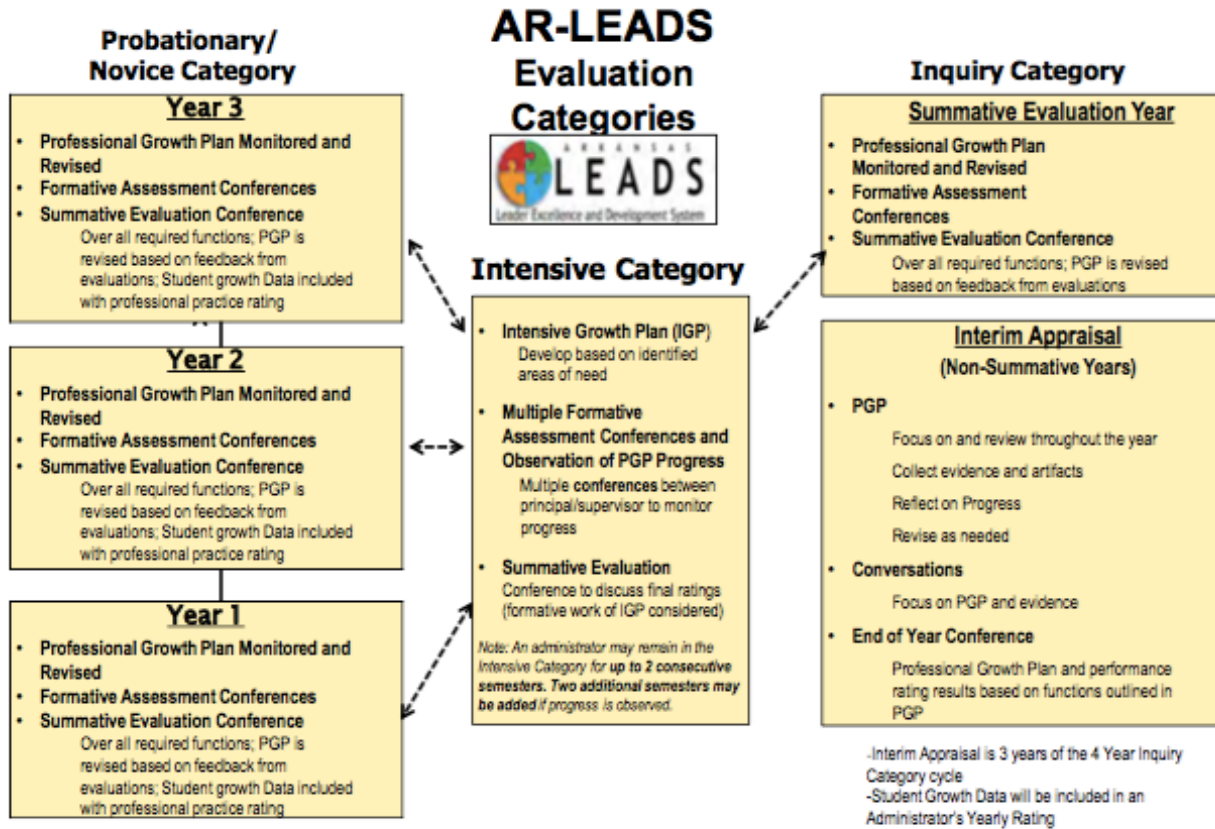 AR-LEADS
Evaluation
Categories
ARKANSAS
LEADS
Leader Excellence and Development System
Probationary/
Novice Category
Year 3
• Professional Growth Plan Monitored and
Revised
• Formative Assessment Conferences
• Summative Evaluation Conference
Over all required functions; PGP is
revised based on feedback from
evaluations; Student growth Data included
with professional practice rating
Year 2
• Professional Growth Plan Monitored and
Revised
• Formative Assessment Conferences
• Summative Evaluation Conference
Over all required functions; PGP is
revised based on feedback from
evaluations; Student growth Data included
with professional practice rating
Year 1
• Professional Growth Plan Monitored and
Revised
• Formative Assessment Conferences
• Summative Evaluation Conference
Over all required functions; PGP is
revised based on feedback from
evaluations; Student growth Data included
with professional practice rating
Intensive Category
• Intensive Growth Plan (IGP)
Develop based on identified
areas of need
• Multiple Formative
Assessment Conferences and
Observation of PGP Progress
Multiple conferences between
principal/supervisor to monitor
progress
• Summative Evaluation
Conference to discuss final ratings
(formative work of IGP considered)
Note: An administrator may remain in the
Intensive Category for up to 2 consecutive
semesters. Two additional semesters may
be added if progress is observed.
Inquiry Category
Summative Evaluation Year
• Professional Growth Plan
Monitored and Revised
• Formative Assessment
Conferences
• Summative Evaluation Conference
Over all required functions; PGP is revised
based on feedback from evaluations
Interim Appraisal
(Non-Summative Years)
• PGP
Focus on and review throughout the year
Collect evidence and artifacts
Reflect on Progress
Revise as needed
• Conversations
Focus on PGP and evidence
• End of Year Conference
Professional Growth Plan and performance
rating results based on functions outlined in
PGP
-Interim Appraisal is 3 years of the 4 Year Inquiry
Category cycle
-Student Growth Data will be included in an
Administrator's Yearly Rating